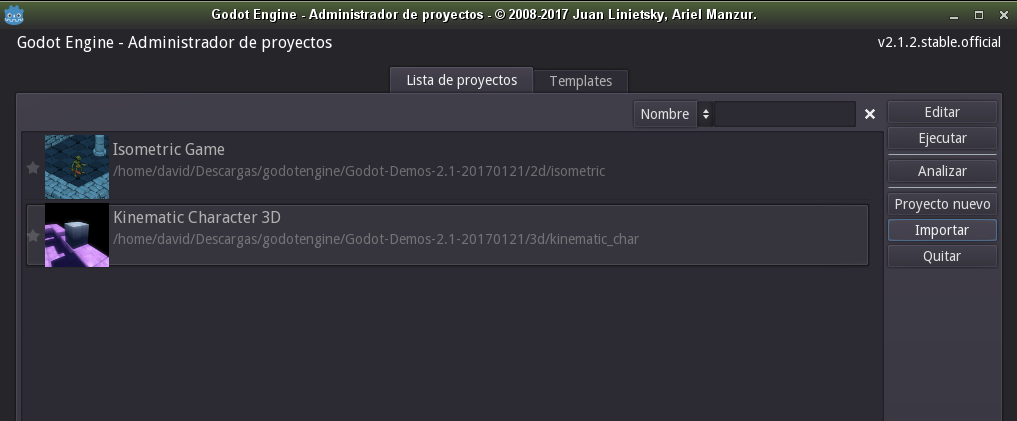 Godot Engine - Administrador de proyectos - © 2008-2017 Juan Linietsky, Ariel Manzur.
Godot Engine - Administrador de proyectos
v2.1.2.stable.official
Lista de proyectos
Templates
Nombre
Isometric Game
/home/david/Descargas/godotengine/Godot-Demos-2.1-20170121/2d/isometric
Kinematic Character 3D
/home/david/Descargas/godotengine/Godot-Demos-2.1-20170121/3d/kinematic_char
Editar
Ejecutar
Analizar
Proyecto nuevo
Importar
Quitar